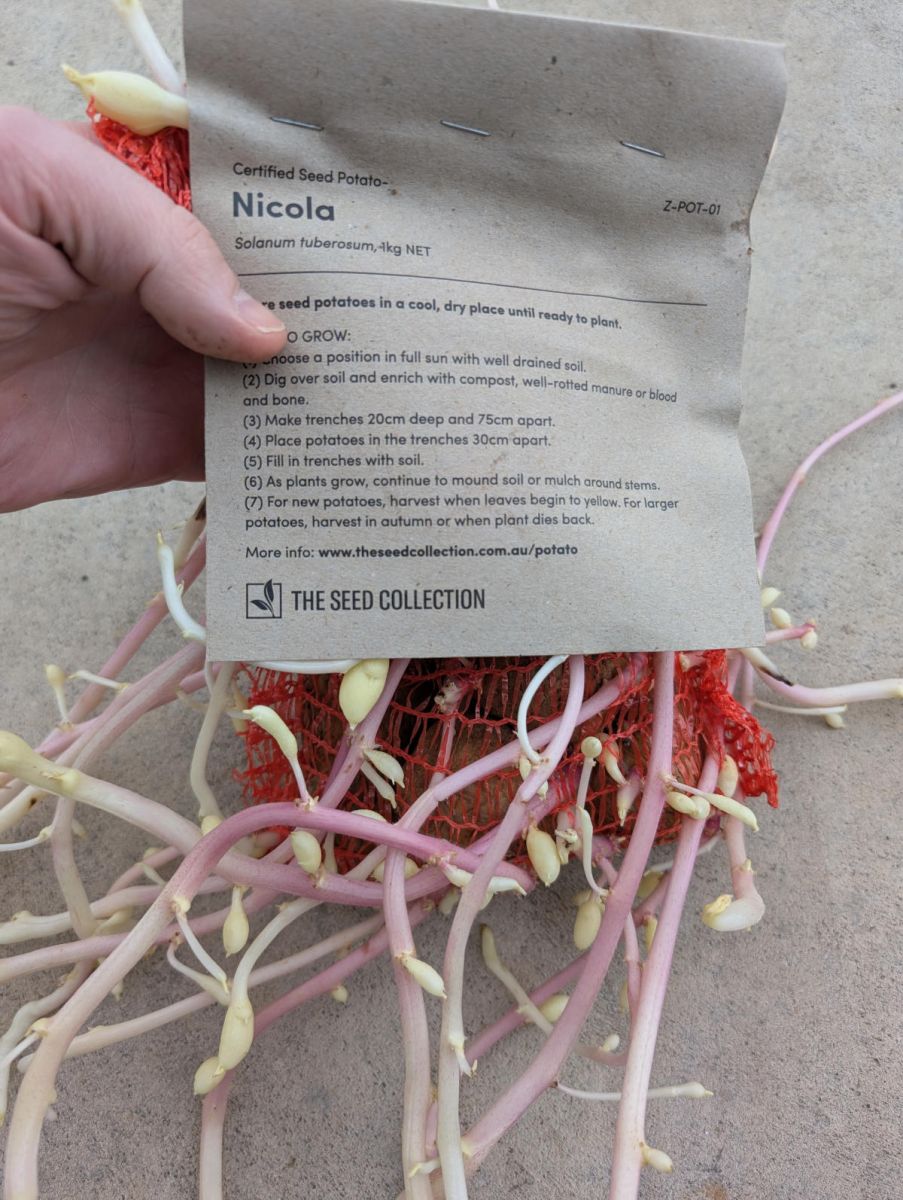 Certified Seed Potato-
Nicola
Z-POT-01
Solanum tuberosum, 1kg NET
re seed potatoes in a cool, dry place until ready to plant.
O GROW:
(1) Choose a position in full sun with well drained soil.
(2) Dig over soil and enrich with compost, well-rotted manure or blood
and bone.
(3) Make trenches 20cm deep and 75cm apart.
(4) Place potatoes in the trenches 30cm apart.
(5) Fill in trenches with soil.
(6) As plants grow, continue to mound soil or mulch around stems.
(7) For new potatoes, harvest when leaves begin to yellow. For larger
potatoes, harvest in autumn or when plant dies back.
More info: www.theseedcollection.com.au/potato
THE SEED COLLECTION